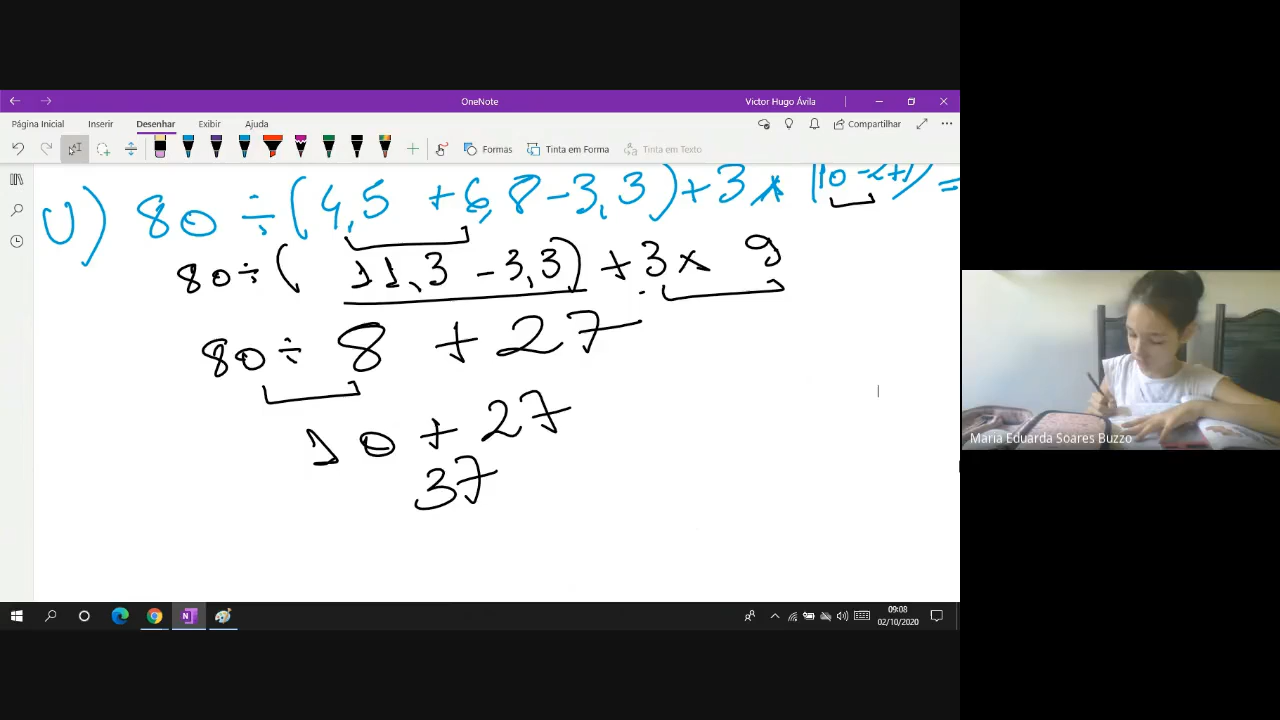 OneNote
Victor Hugo Ávila
Página Inicial Inserir Desenhar Exibir Ajuda
Compartilhar
Formas Tinta em Forma Tinta em Texto
U) 80 ÷ (4,5 + 6,8 - 3,3) + 3 x (10 - 2 + 1) =
80 ÷ ( 11,3 - 3,3) + 3 x 9
80 ÷ 8 + 27
10 + 27
37
Maria Eduarda Soares Buzzo
09:08
02/10/2020